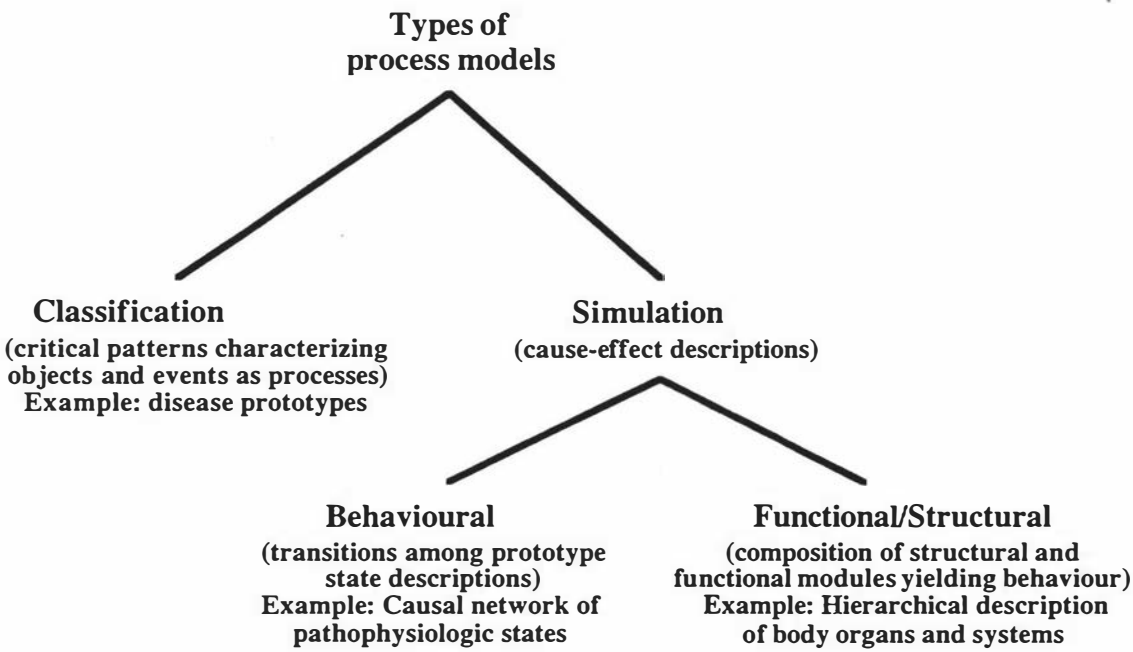 Types of
process models
Classification
(critical patterns characterizing
objects and events as processes)
Example: disease prototypes
Simulation
(cause-effect descriptions)
Behavioural
(transitions among prototype
state descriptions)
Example: Causal network of
pathophysiologic states
Functional/Structural
(composition of structural and
functional modules yielding behaviour)
Example: Hierarchical description
of body organs and systems